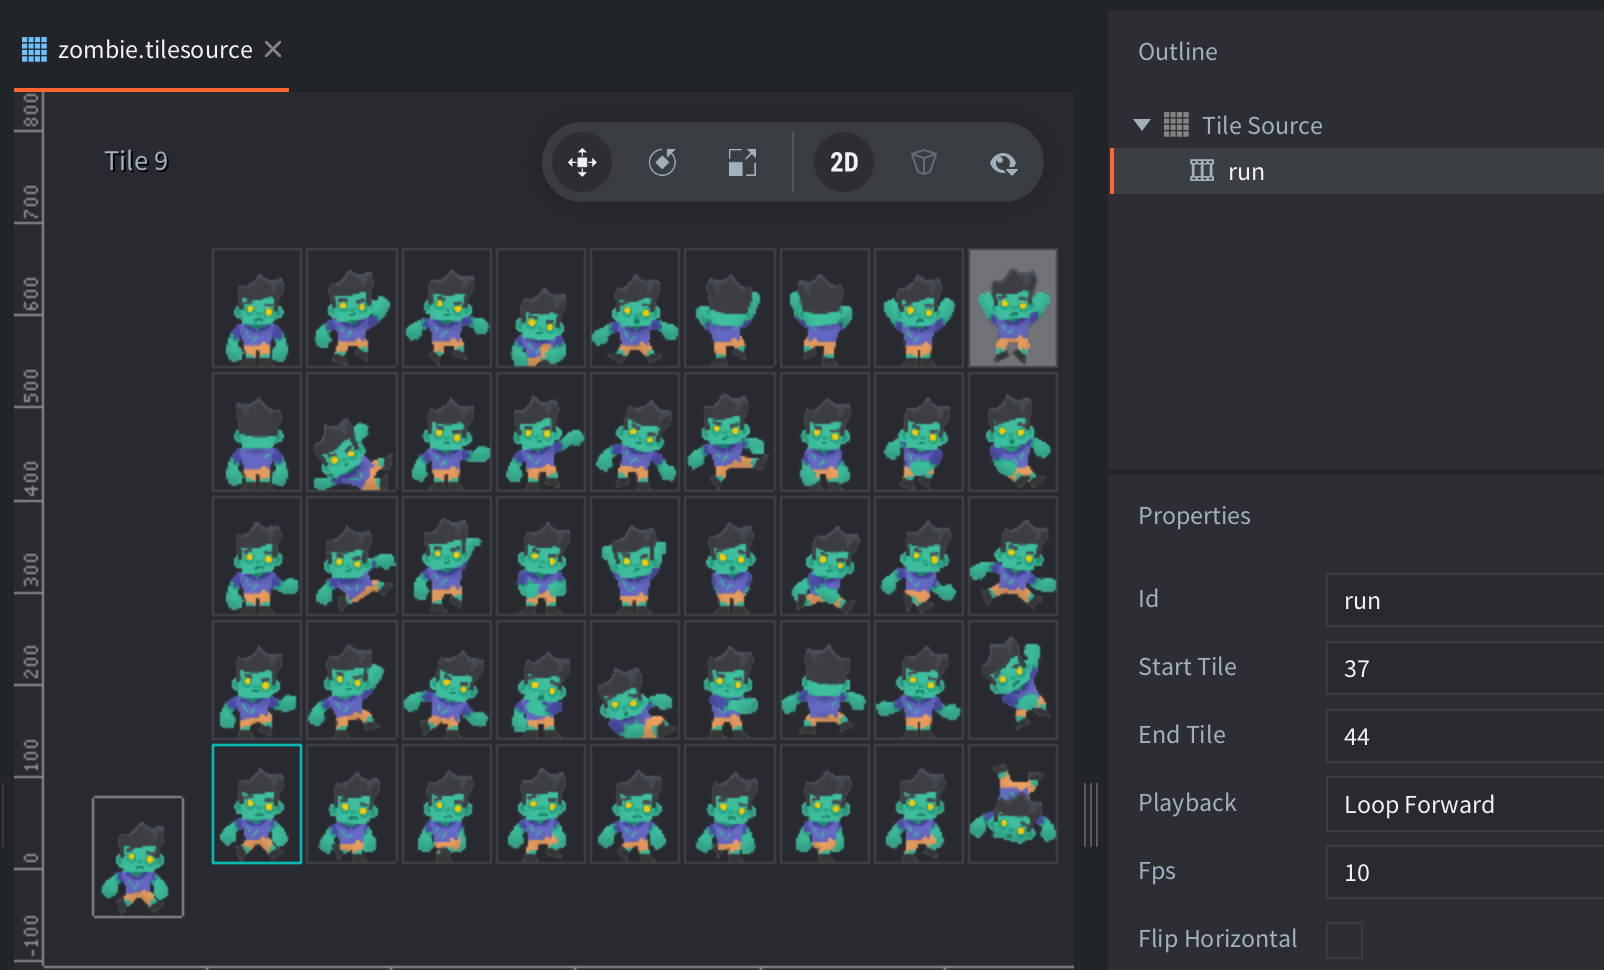 zombie.tilesource
Tile 9
2D
800
700
600
500
400
300
200
100
0
-100
Outline
Tile Source
run
Properties
Id
run
Start Tile
37
End Tile
44
Playback
Loop Forward
Fps
10
Flip Horizontal